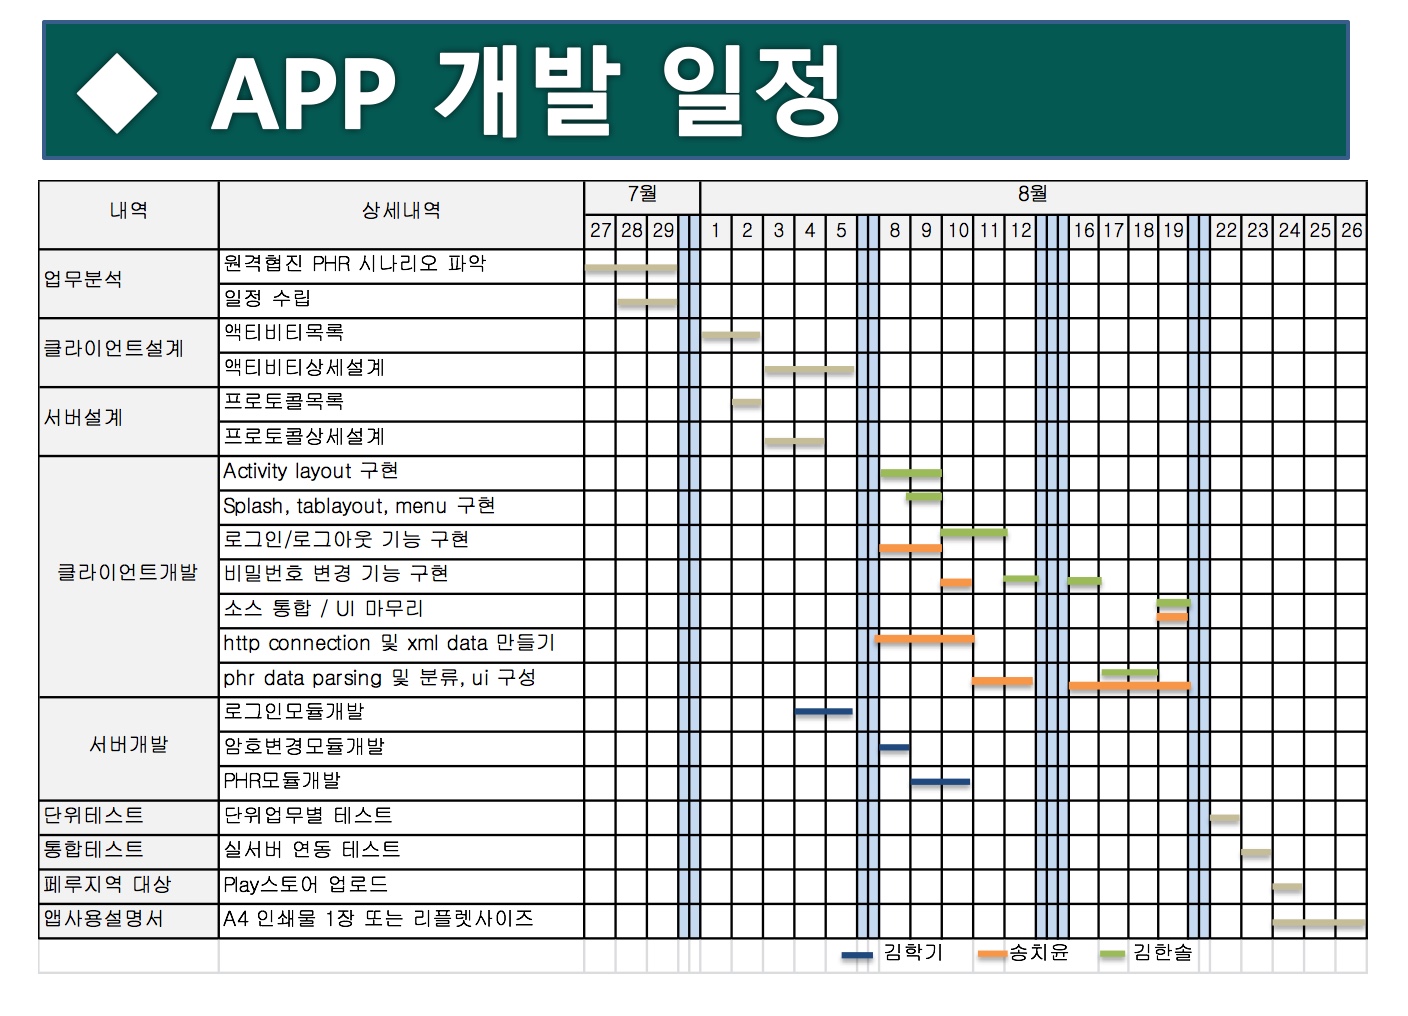 ◆ APP 개발 일정
내역 상세내역 7월 8월
27 28 29 1 2 3 4 5 8 9 10 11 12 16 17 18 19 22 23 24 25 26
업무분석 원격협진 PHR 시나리오 파악
일정 수립
클라이언트설계 액티비티목록
액티비티상세설계
서버설계 프로토콜목록
프로토콜상세설계
클라이언트개발 Activity layout 구현
Splash, tablayout, menu 구현
로그인/로그아웃 기능 구현
비밀번호 변경 기능 구현
소스 통합 / UI 마무리
http connection 및 xml data 만들기
phr data parsing 및 분류, ui 구성
서버개발 로그인모듈개발
암호변경모듈개발
PHR모듈개발
단위테스트 단위업무별 테스트
통합테스트 실서버 연동 테스트
페루지역 대상 Play스토어 업로드
앱사용설명서 A4 인쇄물 1장 또는 리플렛사이즈
김학기 송치윤 김한솔